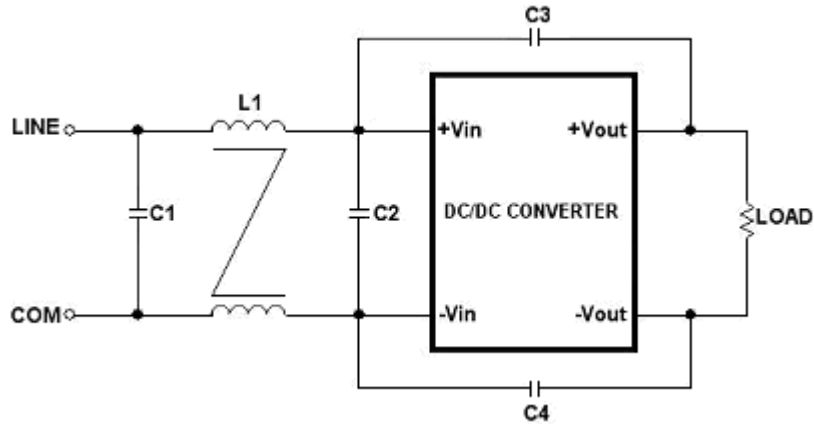 C3
L1
LINE
+Vin
+Vout
C1
C2
DC/DC CONVERTER
LOAD
COM
-Vin
-Vout
C4